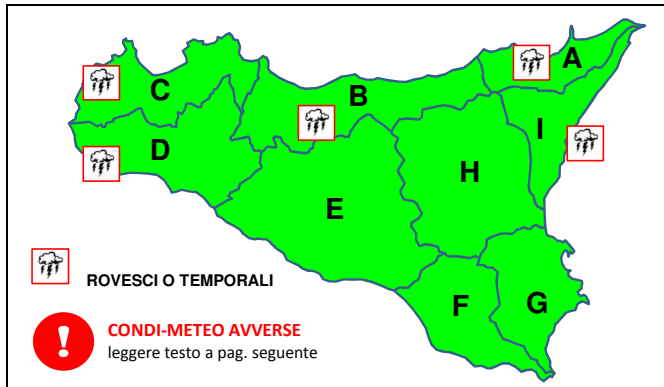 A
B
C
I
D
H
E
F
G
ROVESCI O TEMPORALI
!
CONDI-METEO AVVERSE
leggere testo a pag. seguente